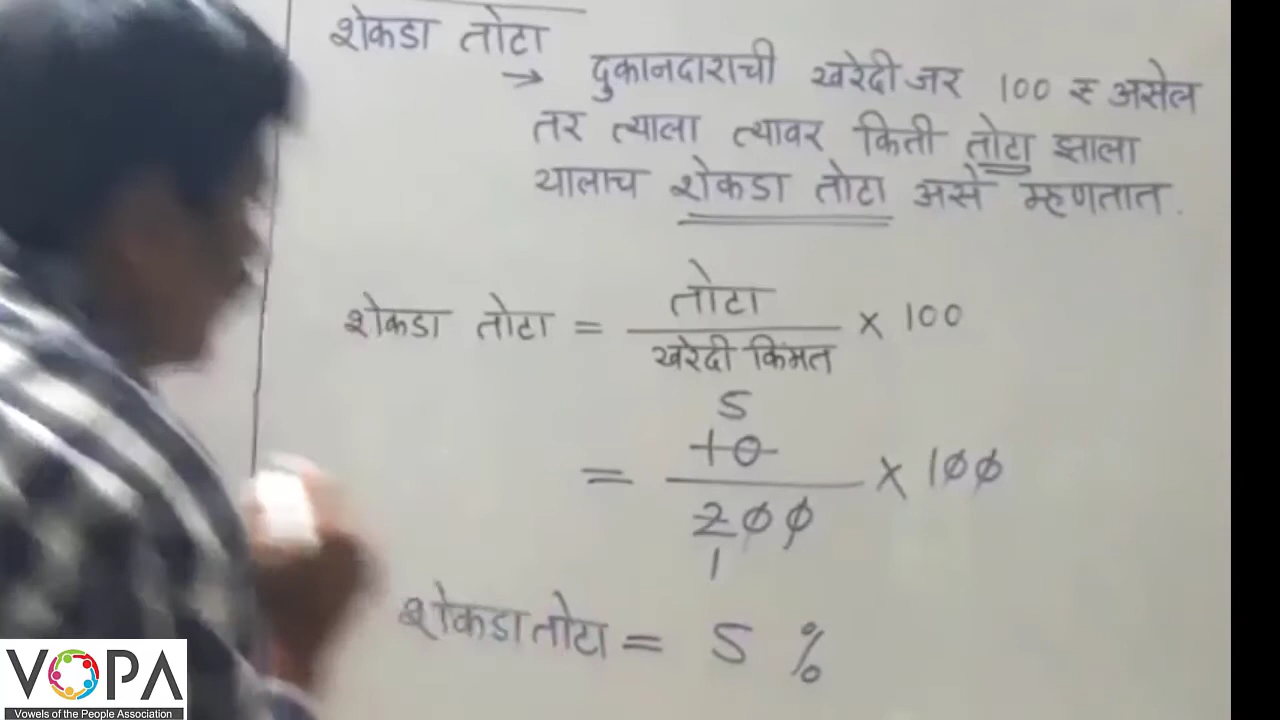 शेकडा तोटा
→ दुकानदाराची खरेदी जर 100 ₹ असेल
तर त्याला त्यावर किती तोटा झाला
यालाच शेकडा तोटा असे म्हणतात.
शेकडा तोटा = तोटा / खरेदी किंमत × 100
5
= 10 / 200 × 100
1
शेकडा तोटा = 5 %
VOPA
Vowels of the People Association